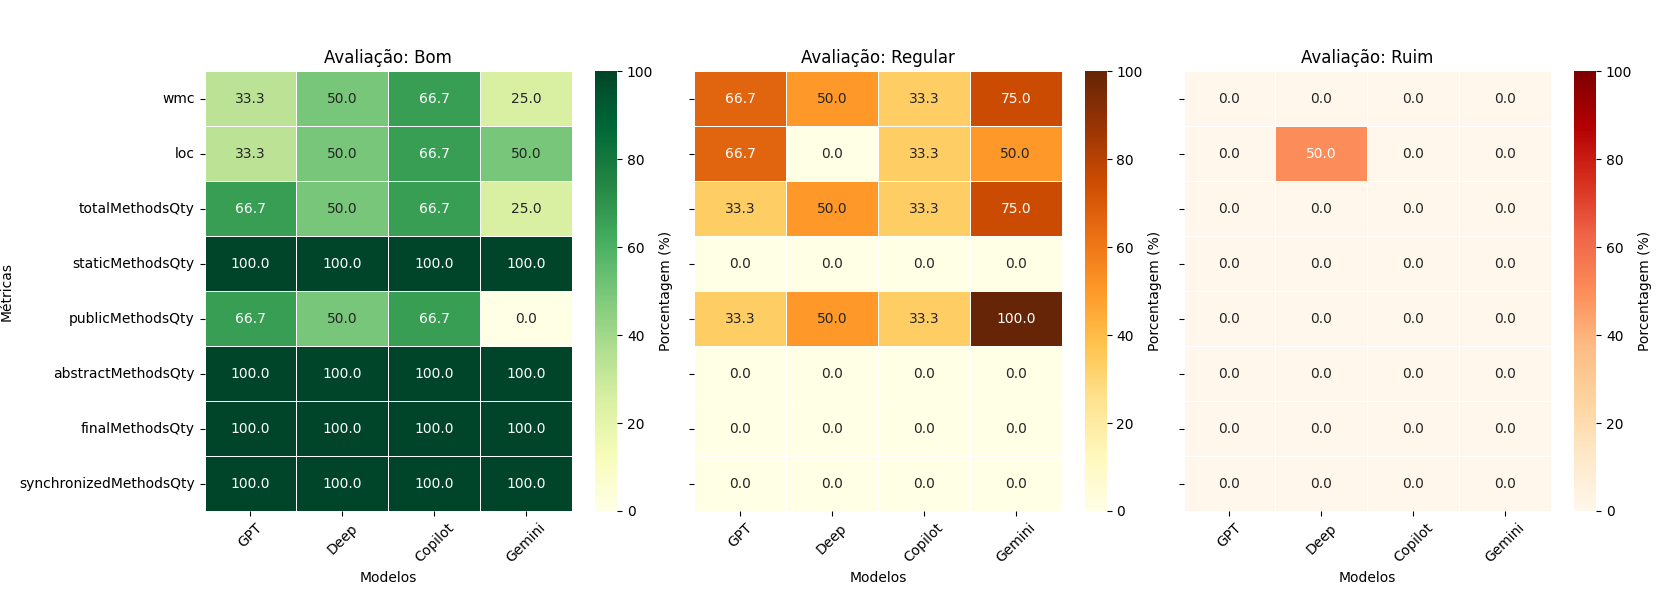 Avaliação: Bom
Avaliação: Regular
Avaliação: Ruim
Métricas
wmc 33.3 50.0 66.7 25.0
loc 33.3 50.0 66.7 50.0
totalMethodsQty 66.7 50.0 66.7 25.0
staticMethodsQty 100.0 100.0 100.0 100.0
publicMethodsQty 66.7 50.0 66.7 0.0
abstractMethodsQty 100.0 100.0 100.0 100.0
finalMethodsQty 100.0 100.0 100.0 100.0
synchronizedMethodsQty 100.0 100.0 100.0 100.0
GPT Deep Copilot Gemini
Modelos
100
80
60
40
20
0
Porcentagem (%)
66.7 50.0 33.3 75.0
66.7 0.0 33.3 50.0
33.3 50.0 33.3 75.0
0.0 0.0 0.0 0.0
33.3 50.0 33.3 100.0
0.0 0.0 0.0 0.0
0.0 0.0 0.0 0.0
0.0 0.0 0.0 0.0
GPT Deep Copilot Gemini
Modelos
100
80
60
40
20
0
Porcentagem (%)
0.0 0.0 0.0 0.0
0.0 50.0 0.0 0.0
0.0 0.0 0.0 0.0
0.0 0.0 0.0 0.0
0.0 0.0 0.0 0.0
0.0 0.0 0.0 0.0
0.0 0.0 0.0 0.0
0.0 0.0 0.0 0.0
GPT Deep Copilot Gemini
Modelos
100
80
60
40
20
0
Porcentagem (%)